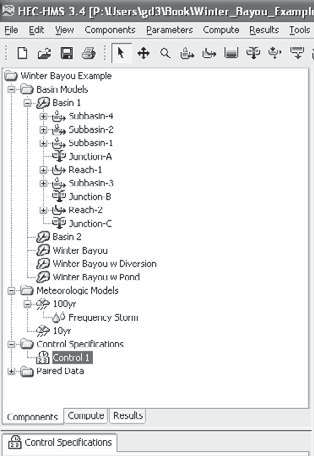 HEC-HMS 3.4 [P:\Users\gd3\Book\Winter_Bayou_Example
File Edit View Components Parameters Compute Results Tools
Winter Bayou Example
Basin Models
Basin 1
Subbasin-4
Subbasin-2
Subbasin-1
Junction-A
Reach-1
Subbasin-3
Junction-B
Reach-2
Junction-C
Basin 2
Winter Bayou
Winter Bayou w Diversion
Winter Bayou w Pond
Meteorologic Models
100yr
Frequency Storm
10yr
Control Specifications
Control 1
Paired Data
Components Compute Results
Control Specifications